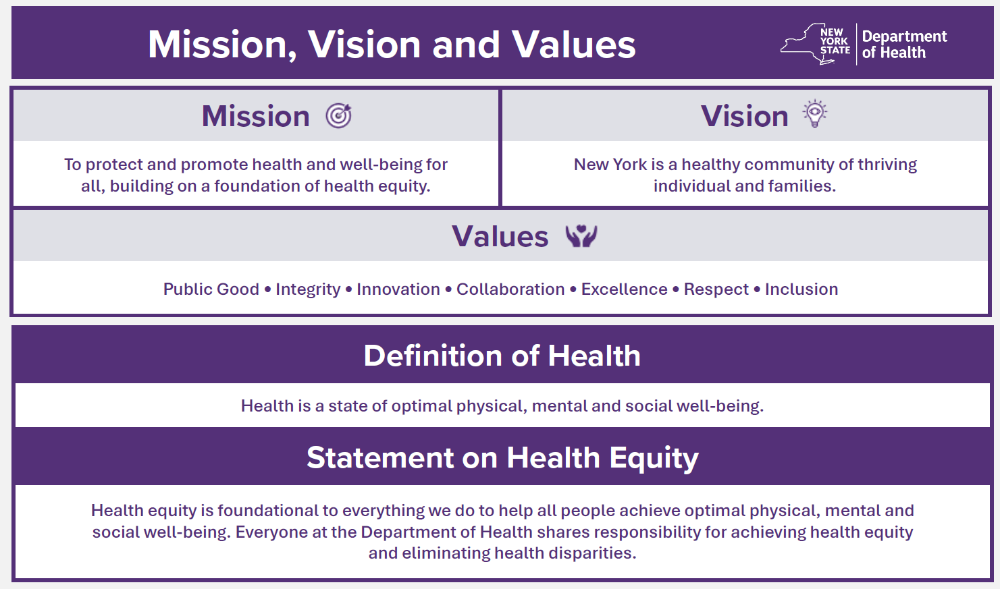 Mission, Vision and Values
NEW
YORK
STATE
Department
of Health
Mission
To protect and promote health and well-being for
all, building on a foundation of health equity.
Vision
New York is a healthy community of thriving
individual and families.
Values
Public Good • Integrity • Innovation • Collaboration • Excellence • Respect • Inclusion
Definition of Health
Health is a state of optimal physical, mental and social well-being.
Statement on Health Equity
Health equity is foundational to everything we do to help all people achieve optimal physical, mental and
social well-being. Everyone at the Department of Health shares responsibility for achieving health equity
and eliminating health disparities.